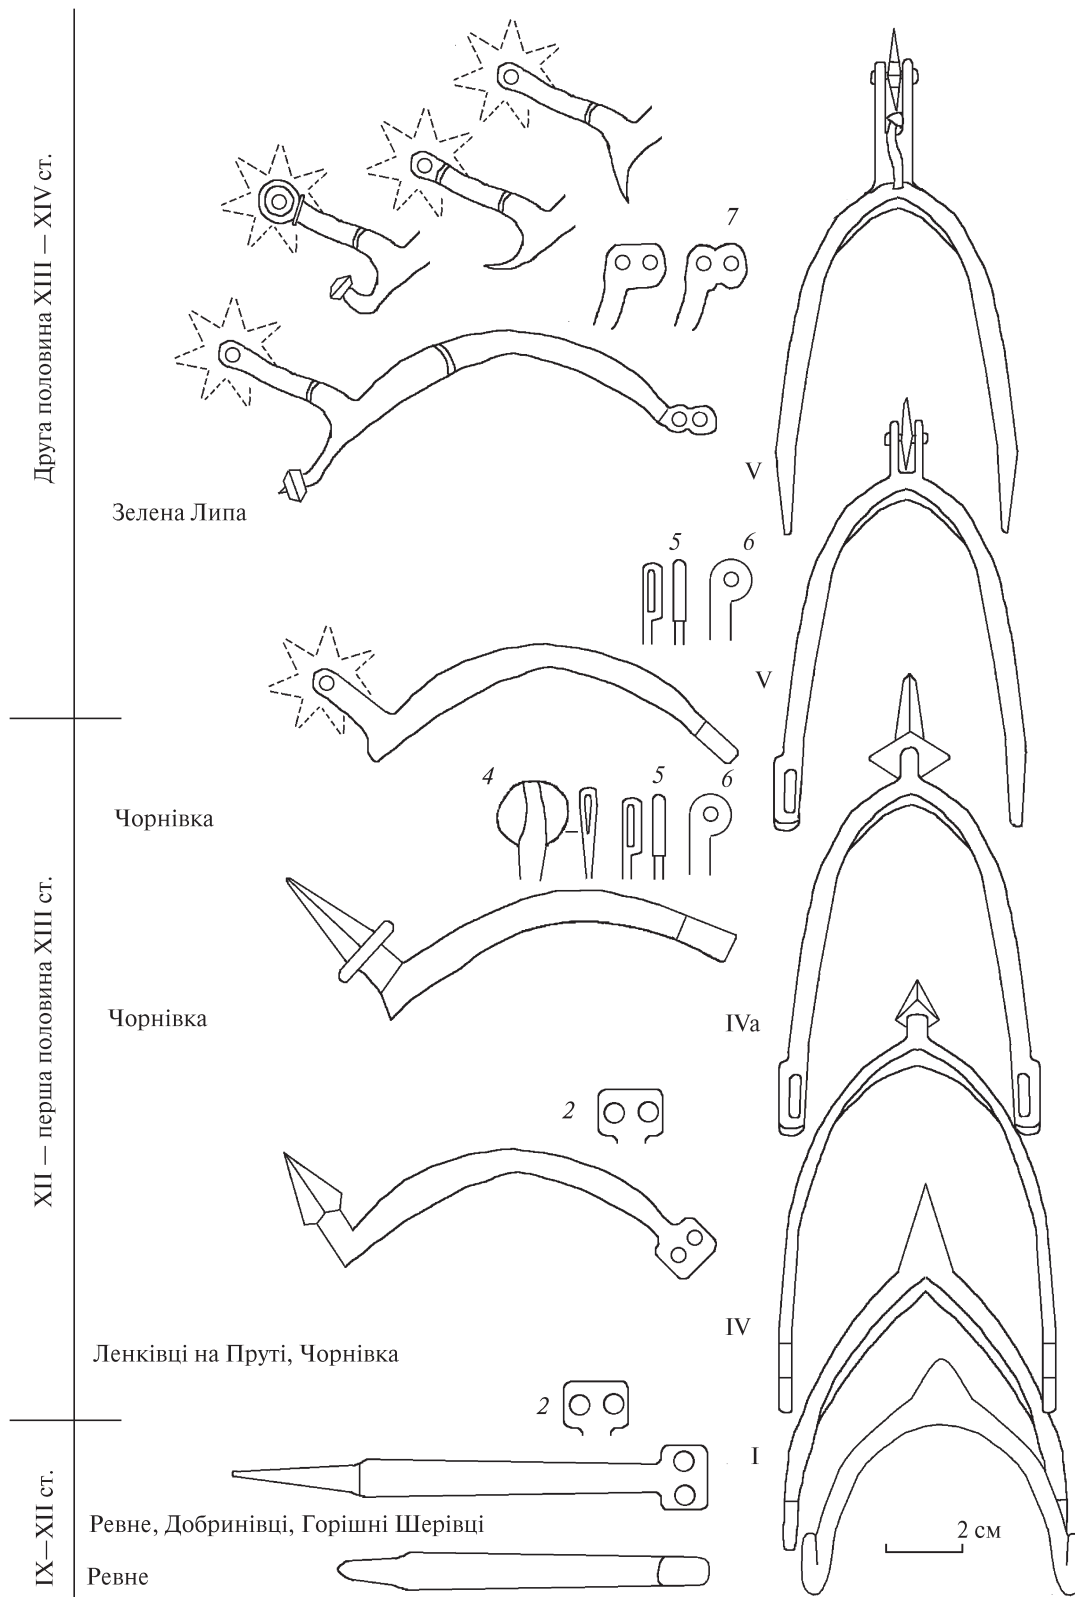 Друга половина XIII — XIV ст.
7
V
Зелена Липа
5
6
V
4
5
6
Чорнівка
XII — перша половина XIII ст.
Чорнівка
IVа
2
IV
Ленківці на Пруті, Чорнівка
2
I
IX—XII ст.
Ревне, Добринівці, Горішні Шерівці
2 см
Ревне